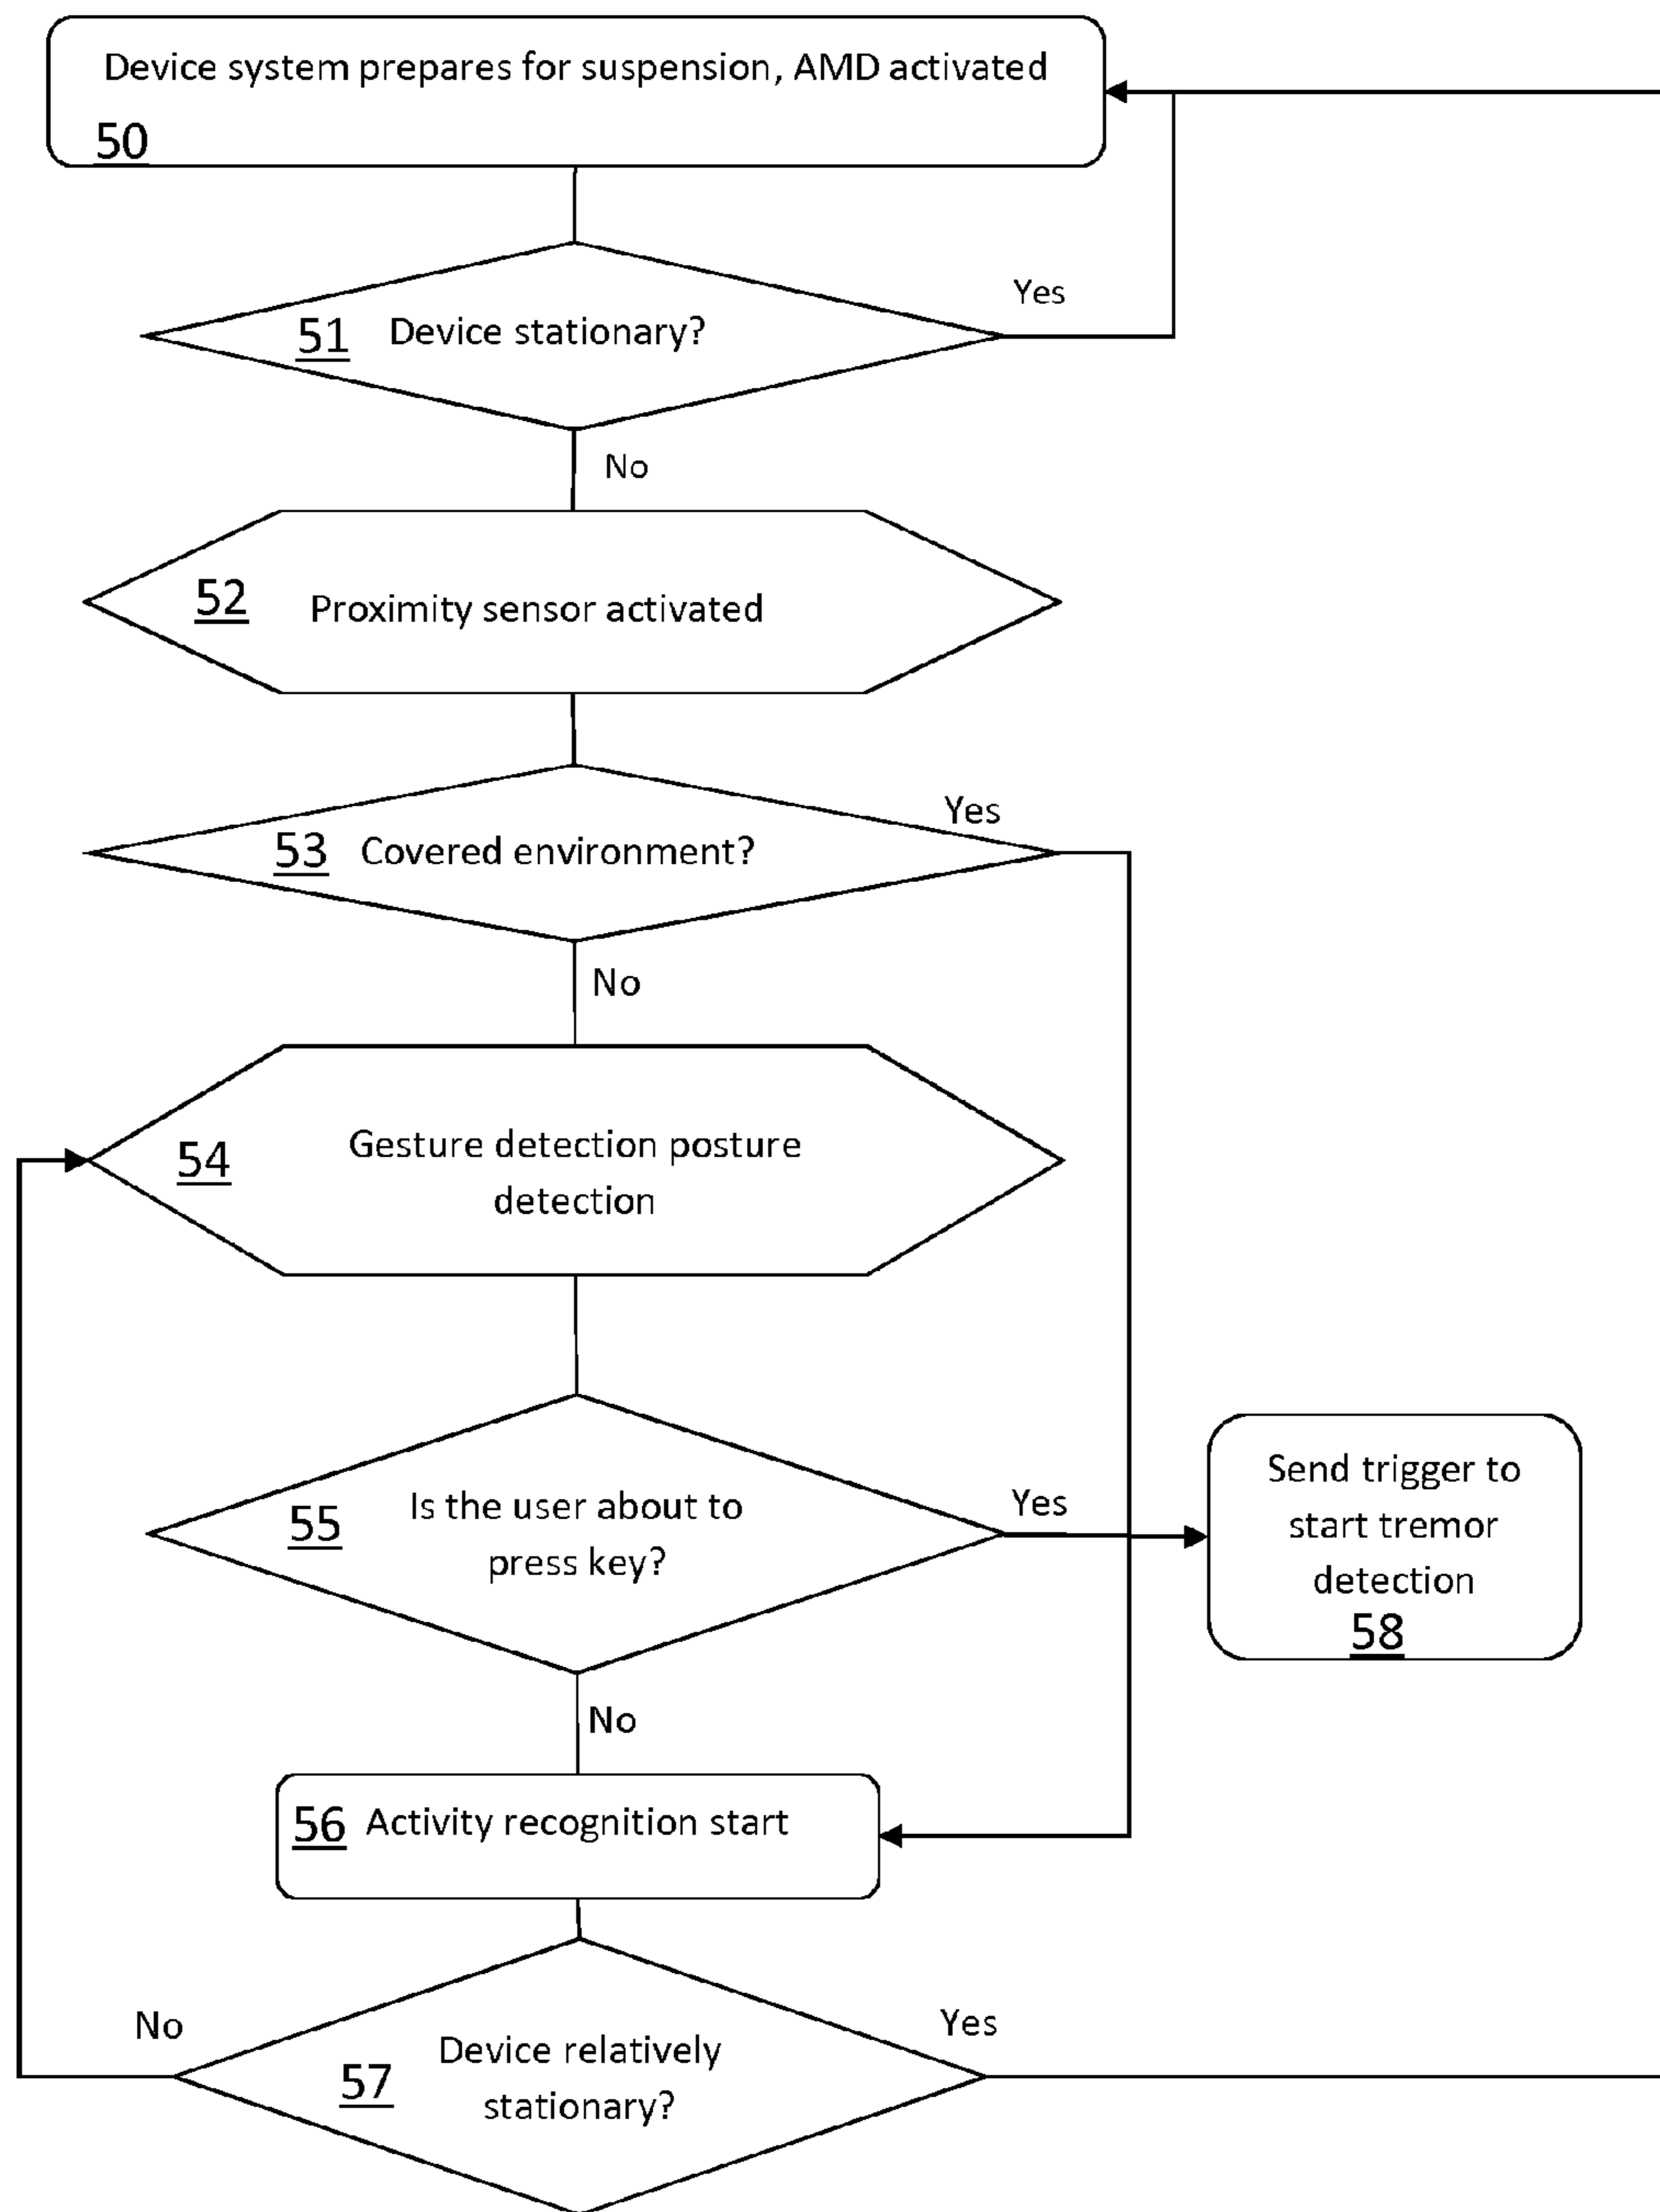 Device system prepares for suspension, AMD activated
50
51 Device stationary?
Yes
No
52 Proximity sensor activated
53 Covered environment?
Yes
No
54 Gesture detection posture
detection
55 Is the user about to
press key?
Yes
Send trigger to
start tremor
detection
58
No
56 Activity recognition start
No
Yes
57 Device relatively
stationary?